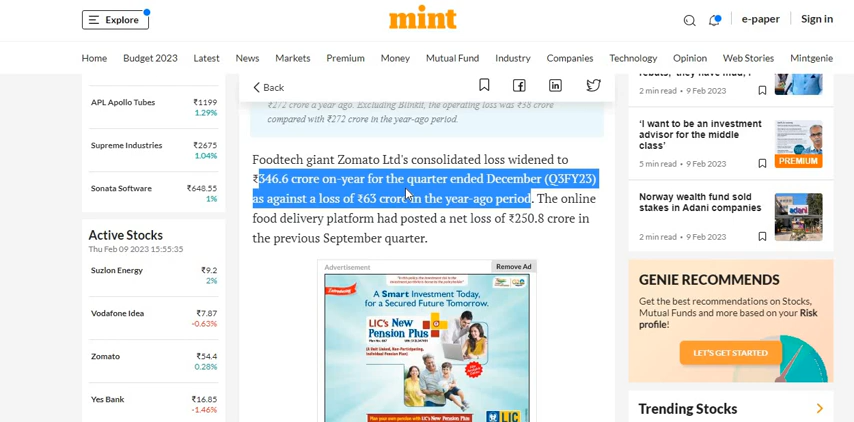 Explore
mint
e-paper
Sign in
Home Budget 2023 Latest News Markets Premium Money Mutual Fund Industry Companies Technology Opinion Web Stories Mintgenie
APL Apollo Tubes ₹1199
1.29%
Supreme Industries ₹2675
1.04%
Sonata Software ₹648.55
1%
Active Stocks
Thu Feb 09 2023 15:55:35
Suzlon Energy ₹9.2
2%
Vodafone Idea ₹7.87
-0.63%
Zomato ₹54.4
0.28%
Yes Bank ₹16.85
-1.46%
Back
₹272 crore a year ago. Excluding Blinkit, the operating loss was ₹38 crore
compared with ₹272 crore in the year-ago period.
Foodtech giant Zomato Ltd's consolidated loss widened to
₹346.6 crore on-year for the quarter ended December (Q3FY23)
as against a loss of ₹63 crore in the year-ago period. The online
food delivery platform had posted a net loss of ₹250.8 crore in
the previous September quarter.
Advertisement
Remove Ad
Introducing
A Smart Investment Today,
for a Secured Future Tomorrow.
LIC's New
Pension Plus
LIC
2 min read • 9 Feb 2023
'I want to be an investment
advisor for the middle
class'
PREMIUM
5 min read • 9 Feb 2023
Norway wealth fund sold
stakes in Adani companies
adani
2 min read • 9 Feb 2023
GENIE RECOMMENDS
Get the best recommendations on Stocks,
Mutual Funds and more based on your Risk
profile!
LET'S GET STARTED
Trending Stocks